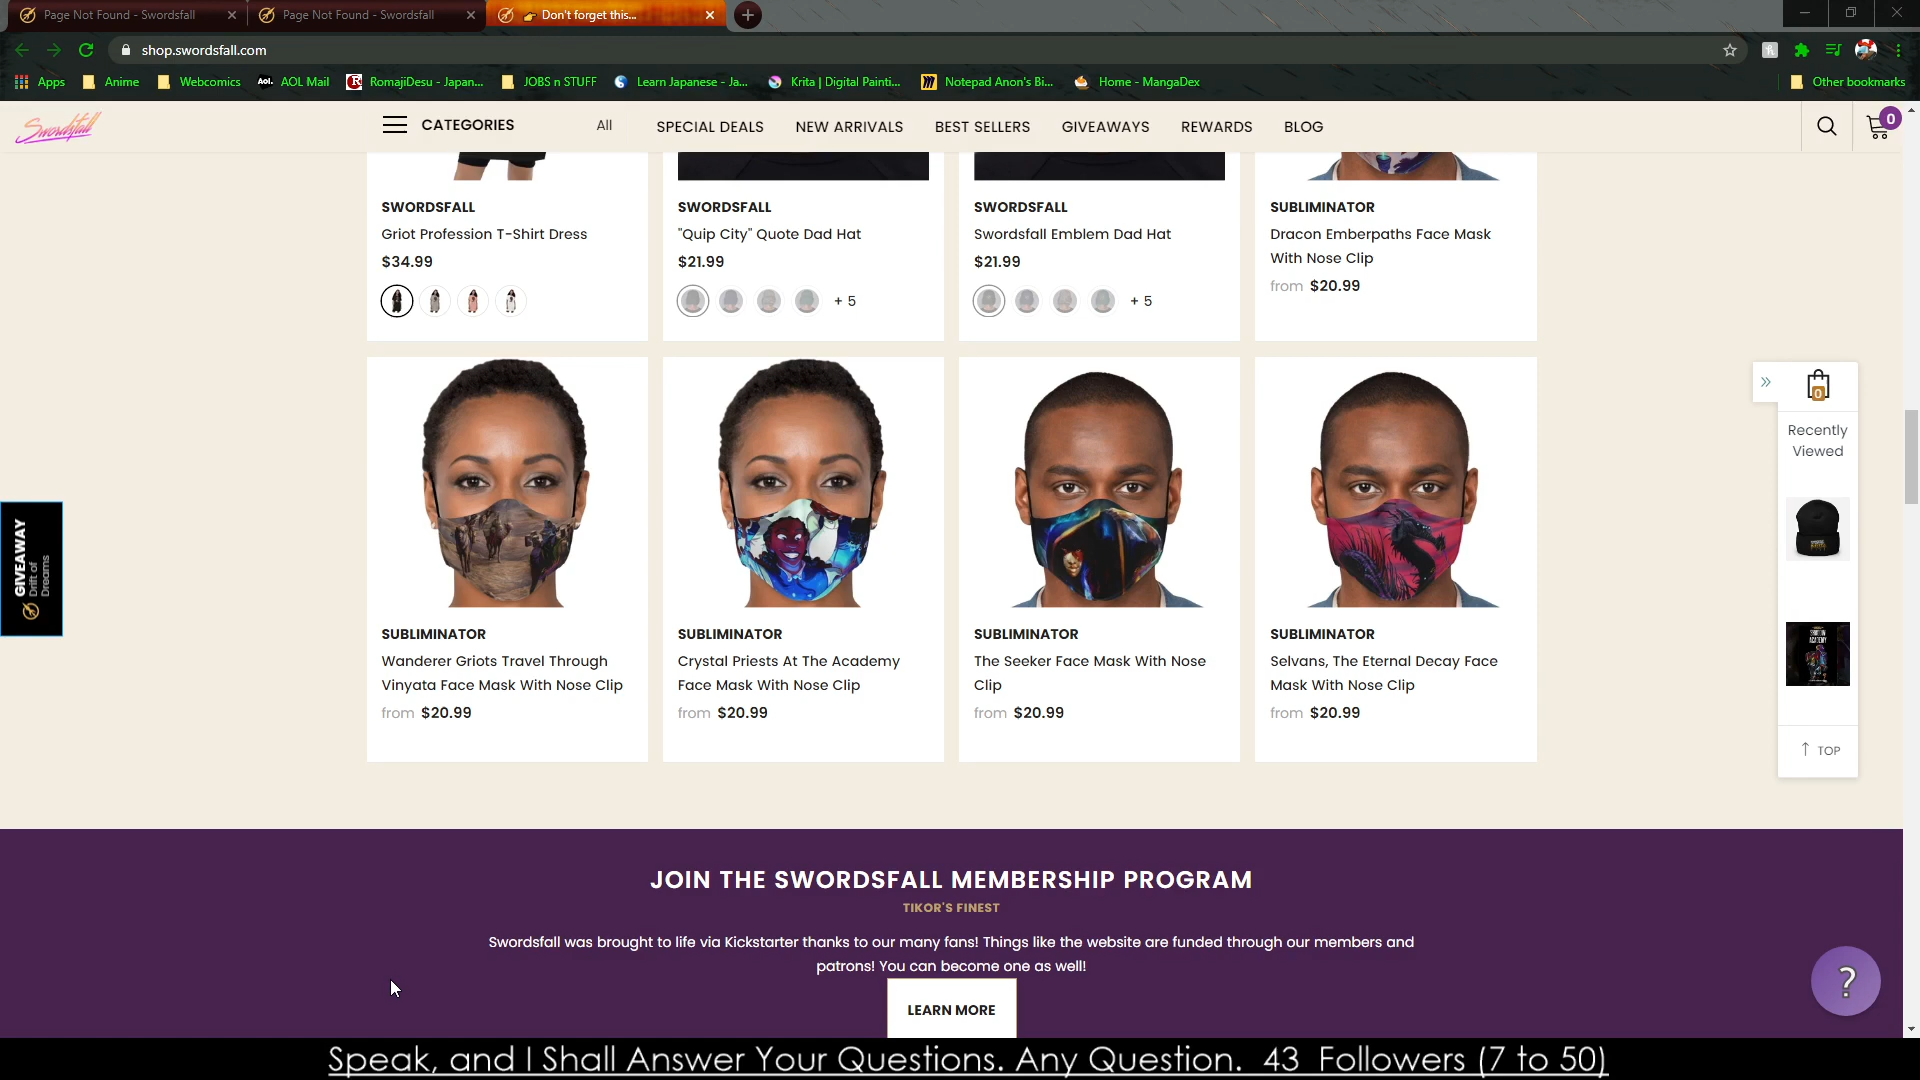 Page Not Found - Swordsfall
Page Not Found - Swordsfall
Don't forget this...
shop.swordsfall.com
Apps
Anime
Webcomics
Aol.
AOL Mail
RomajiDesu - Japan...
JOBS n STUFF
Learn Japanese - Ja...
Krita | Digital Painti...
Notepad Anon's Bi...
Home - MangaDex
Other bookmarks
Swordsfall
CATEGORIES
All
SPECIAL DEALS
NEW ARRIVALS
BEST SELLERS
GIVEAWAYS
REWARDS
BLOG
0
SWORDSFALL
Griot Profession T-Shirt Dress
$34.99
SWORDSFALL
"Quip City" Quote Dad Hat
$21.99
+ 5
SWORDSFALL
Swordsfall Emblem Dad Hat
$21.99
+ 5
SUBLIMINATOR
Dracon Emberpaths Face Mask
With Nose Clip
from $20.99
SUBLIMINATOR
Wanderer Griots Travel Through
Vinyata Face Mask With Nose Clip
from $20.99
SUBLIMINATOR
Crystal Priests At The Academy
Face Mask With Nose Clip
from $20.99
SUBLIMINATOR
The Seeker Face Mask With Nose
Clip
from $20.99
SUBLIMINATOR
Selvans, The Eternal Decay Face
Mask With Nose Clip
from $20.99
GIVEAWAY
Drift of
Dreams
0
Recently
Viewed
ACADEMY
↑ TOP
JOIN THE SWORDSFALL MEMBERSHIP PROGRAM
TIKOR'S FINEST
Swordsfall was brought to life via Kickstarter thanks to our many fans! Things like the website are funded through our members and
patrons! You can become one as well!
LEARN MORE
?
Speak, and I Shall Answer Your Questions. Any Question. 43 Followers (7 to 50)